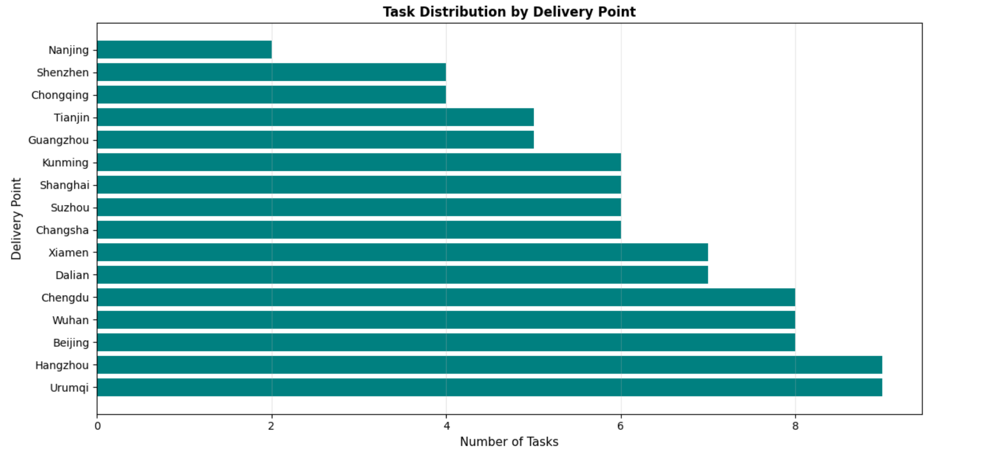 Task Distribution by Delivery Point
Delivery Point
Nanjing
Shenzhen
Chongqing
Tianjin
Guangzhou
Kunming
Shanghai
Suzhou
Changsha
Xiamen
Dalian
Chengdu
Wuhan
Beijing
Hangzhou
Urumqi
0 2 4 6 8
Number of Tasks